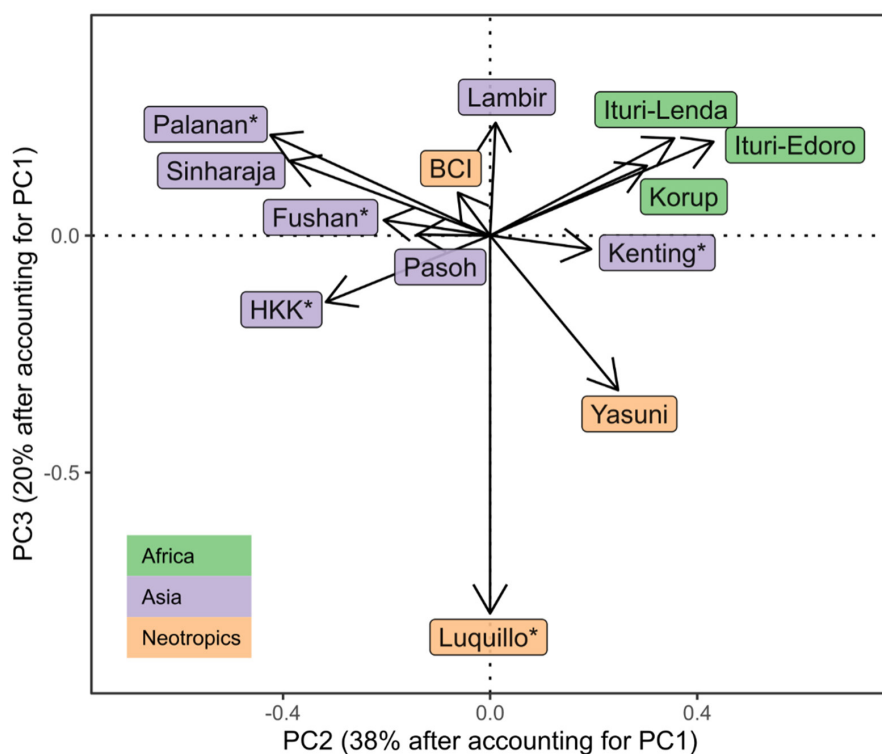 Lambir
Ituri-Lenda
Palanan*
Ituri-Edoro
BCI
Sinharaja
Korup
Fushan*
Kenting*
Pasoh
HKK*
Yasuni
Luquillo*
0.0
-0.5
PC3 (20% after accounting for PC1)
Africa
Asia
Neotropics
-0.4
0.0
0.4
PC2 (38% after accounting for PC1)